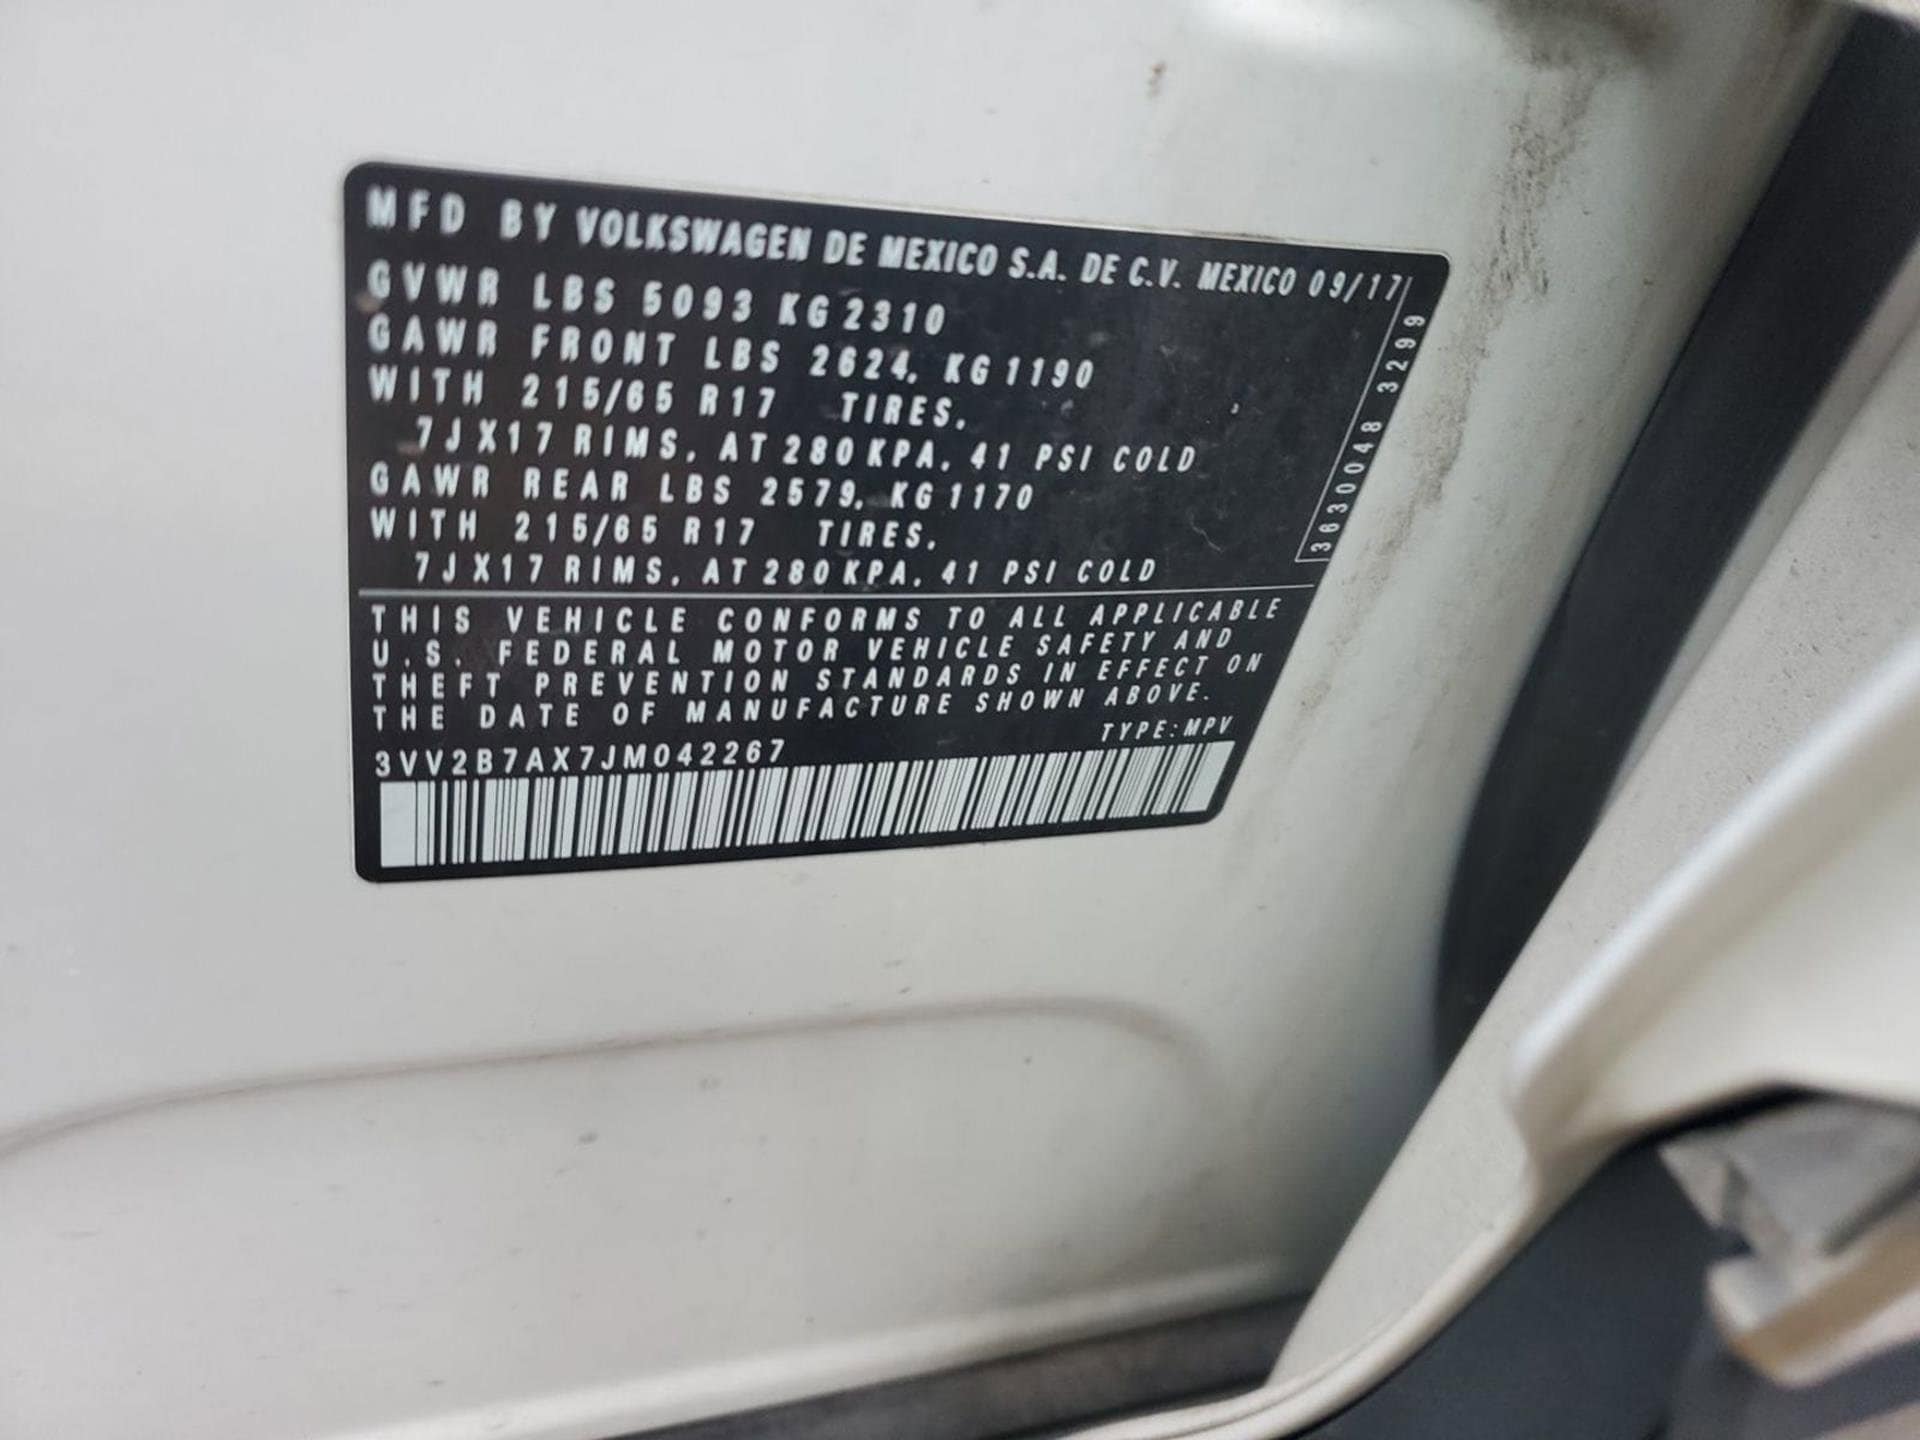 MFD BY VOLKSWAGEN DE MEXICO S.A. DE C.V. MEXICO 09/17
GVWR LBS 5093 KG 2310
GAWR FRONT LBS 2624, KG 1190
WITH 215/65 R17 TIRES,
7JX17 RIMS, AT 280 KPA, 41 PSI COLD
GAWR REAR LBS 2579, KG 1170
WITH 215/65 R17 TIRES,
7JX17 RIMS, AT 280 KPA, 41 PSI COLD
3630048 3299
THIS VEHICLE CONFORMS TO ALL APPLICABLE
U.S. FEDERAL MOTOR VEHICLE SAFETY AND
THEFT PREVENTION STANDARDS IN EFFECT ON
THE DATE OF MANUFACTURE SHOWN ABOVE.
TYPE:MPV
3VV2B7AX7JM042267